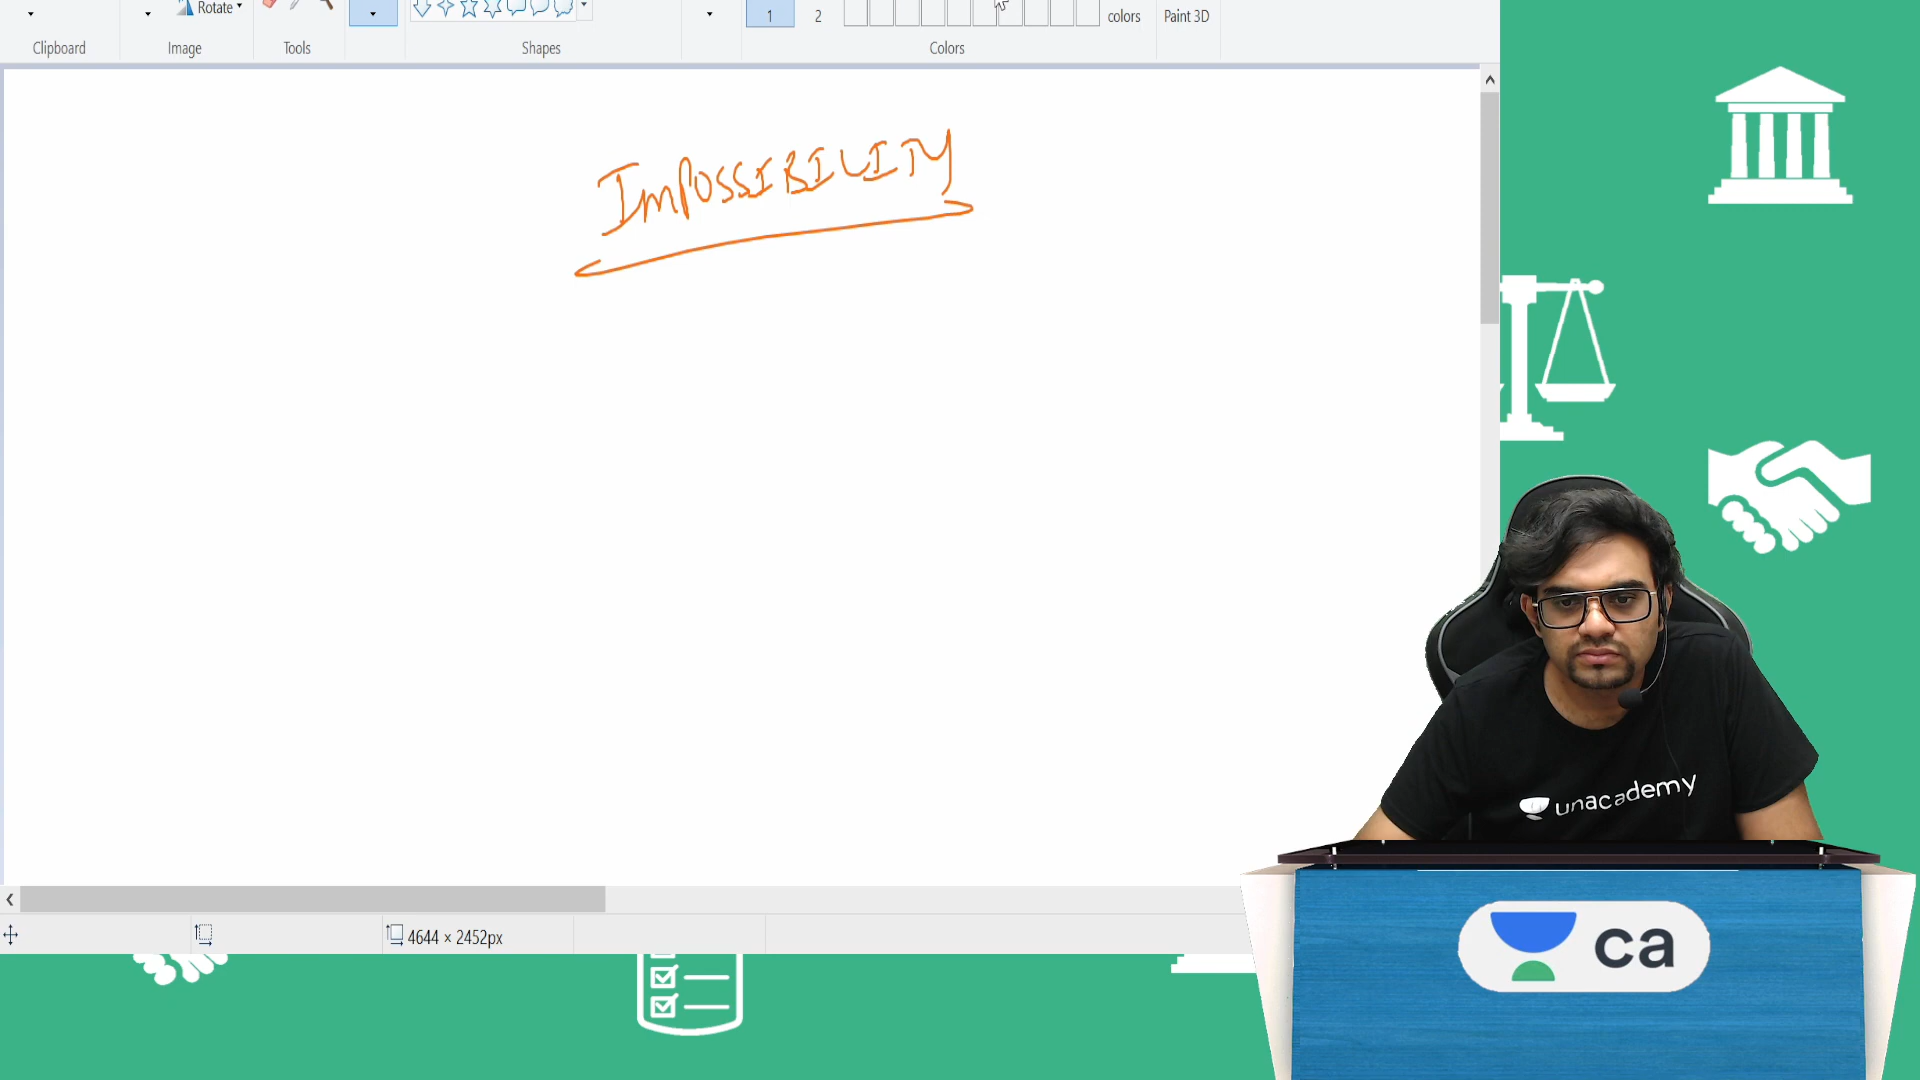 Rotate
1 2 colors Paint 3D
Clipboard Image Tools Shapes Colors
ImPOSSIBILITY
unacademy
ca
4644 × 2452px